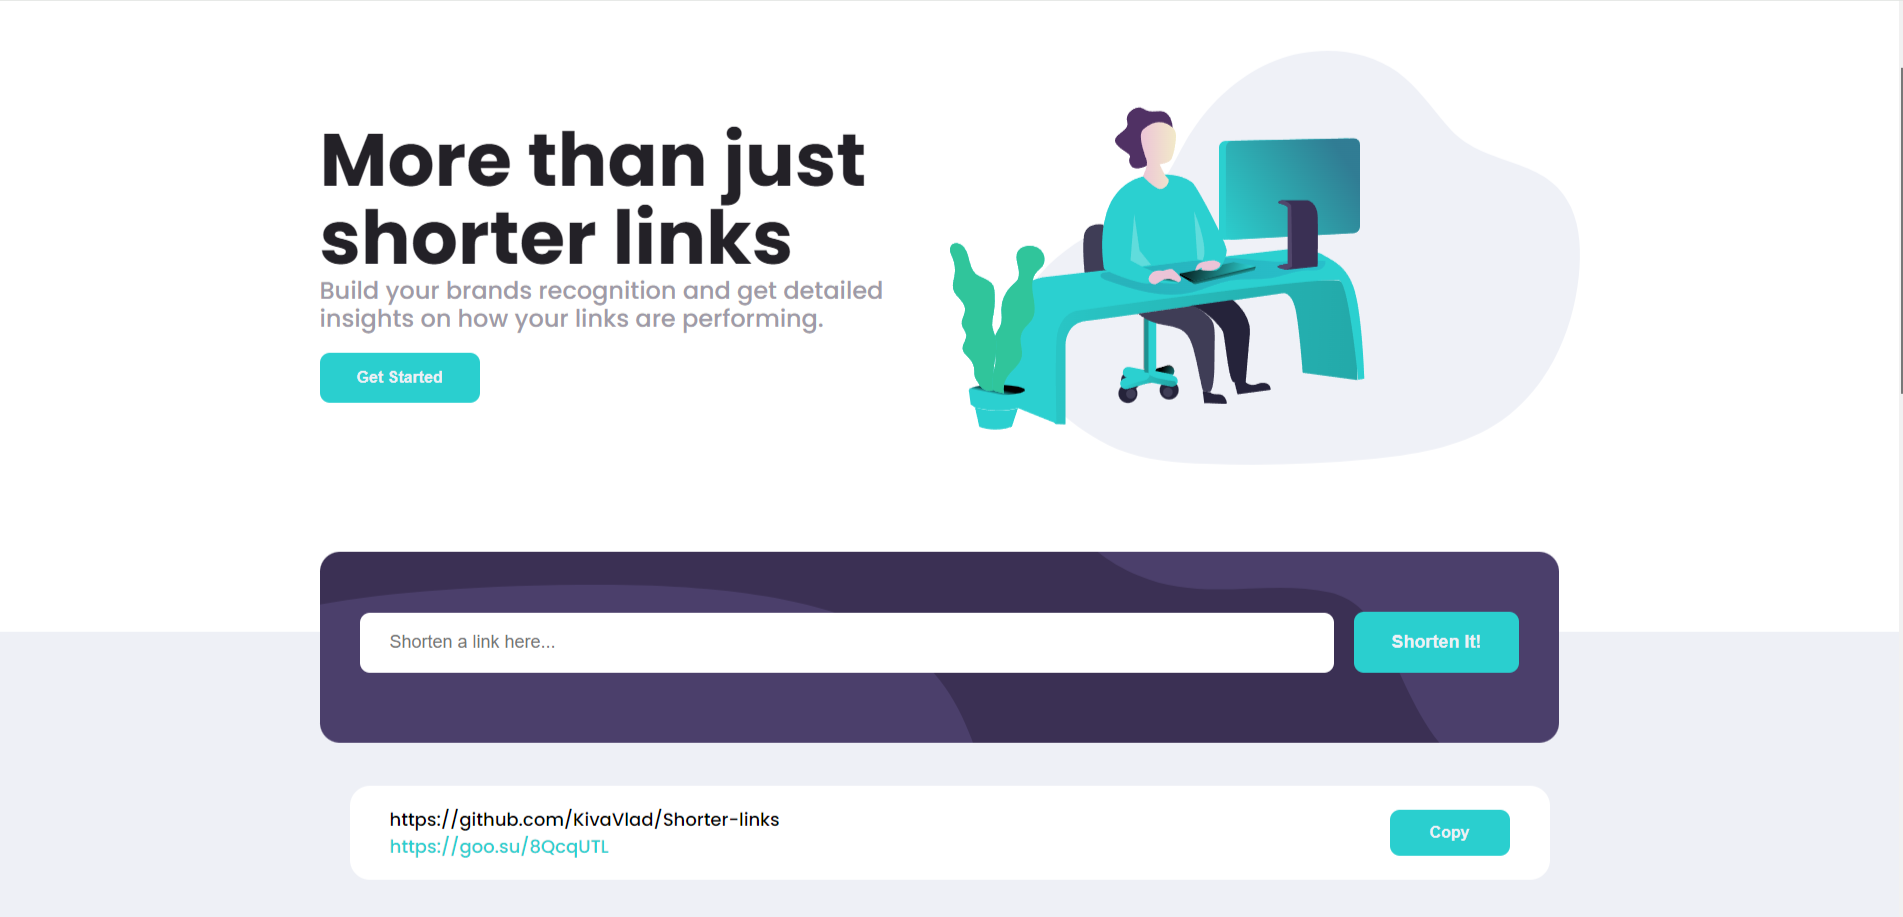 More than just
shorter links
Build your brands recognition and get detailed
insights on how your links are performing.
Get Started
Shorten a link here...
Shorten It!
https://github.com/KivaVlad/Shorter-links
https://goo.su/8QcqUTL
Copy